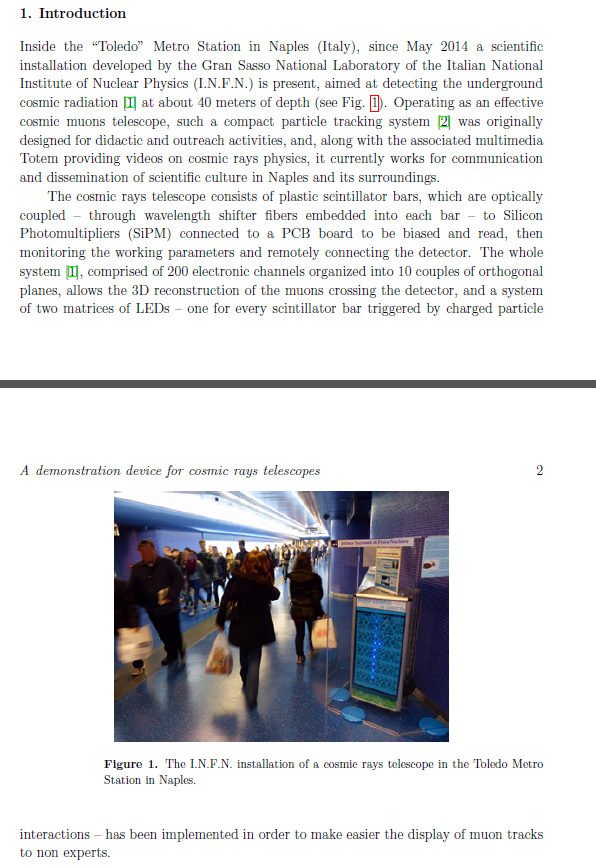 1. Introduction
Inside the “Toledo” Metro Station in Naples (Italy), since May 2014 a scientific
installation developed by the Gran Sasso National Laboratory of the Italian National
Institute of Nuclear Physics (I.N.F.N.) is present, aimed at detecting the underground
cosmic radiation [1] at about 40 meters of depth (see Fig. 1). Operating as an effective
cosmic muons telescope, such a compact particle tracking system [2] was originally
designed for didactic and outreach activities, and, along with the associated multimedia
Totem providing videos on cosmic rays physics, it currently works for communication
and dissemination of scientific culture in Naples and its surroundings.
The cosmic rays telescope consists of plastic scintillator bars, which are optically
coupled – through wavelength shifter fibers embedded into each bar – to Silicon
Photomultipliers (SiPM) connected to a PCB board to be biased and read, then
monitoring the working parameters and remotely connecting the detector. The whole
system [1], comprised of 200 electronic channels organized into 10 couples of orthogonal
planes, allows the 3D reconstruction of the muons crossing the detector, and a system
of two matrices of LEDs – one for every scintillator bar triggered by charged particle
A demonstration device for cosmic rays telescopes 2
Figure 1. The I.N.F.N. installation of a cosmic rays telescope in the Toledo Metro
Station in Naples.
interactions – has been implemented in order to make easier the display of muon tracks
to non experts.